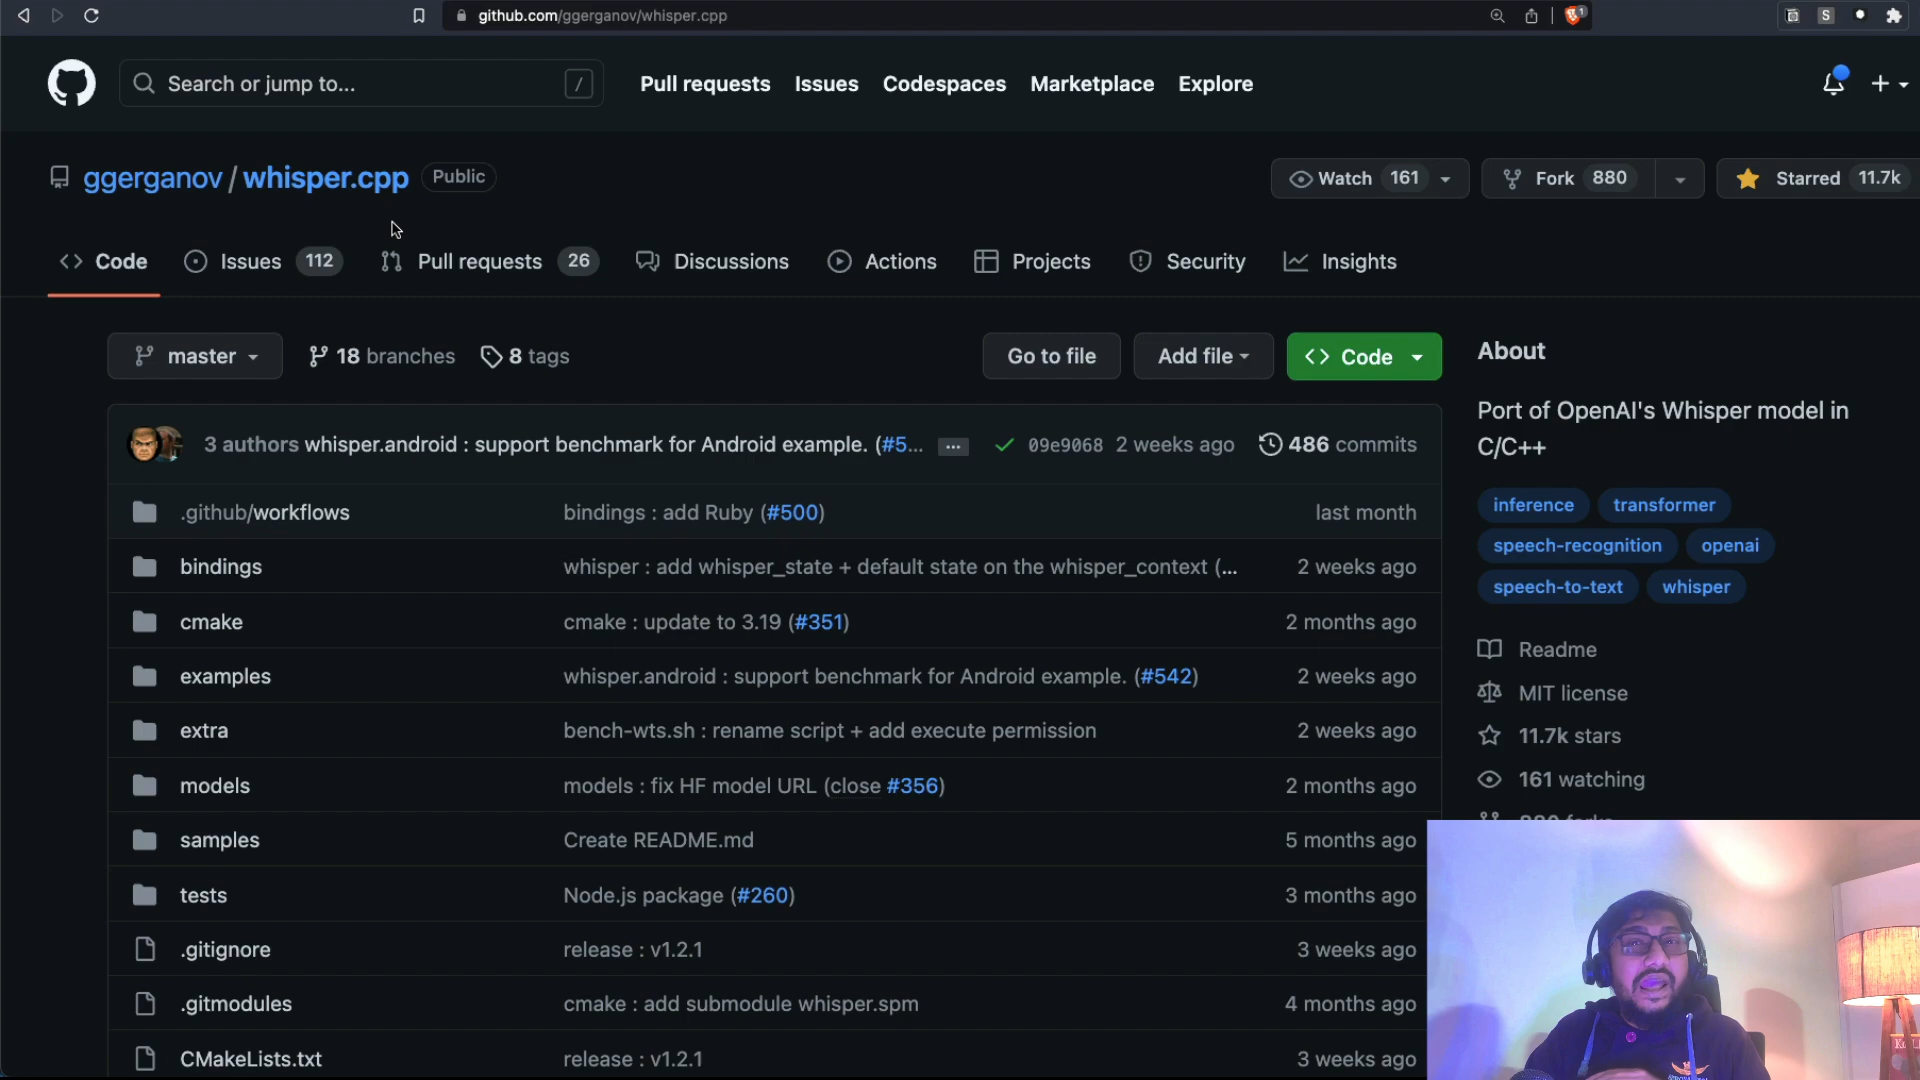 github.com/ggerganov/whisper.cpp
1
S
Search or jump to...
/
Pull requests
Issues
Codespaces
Marketplace
Explore
ggerganov / whisper.cpp
Public
Watch 161
Fork 880
Starred 11.7k
Code
Issues 112
Pull requests 26
Discussions
Actions
Projects
Security
Insights
master
18 branches
8 tags
Go to file
Add file
Code
3 authors whisper.android : support benchmark for Android example. (#5...
...
09e9068 2 weeks ago
486 commits
.github/workflows
bindings : add Ruby (#500)
last month
bindings
whisper : add whisper_state + default state on the whisper_context (...
2 weeks ago
cmake
cmake : update to 3.19 (#351)
2 months ago
examples
whisper.android : support benchmark for Android example. (#542)
2 weeks ago
extra
bench-wts.sh : rename script + add execute permission
2 weeks ago
models
models : fix HF model URL (close #356)
2 months ago
samples
Create README.md
5 months ago
tests
Node.js package (#260)
3 months ago
.gitignore
release : v1.2.1
3 weeks ago
.gitmodules
cmake : add submodule whisper.spm
4 months ago
CMakeLists.txt
release : v1.2.1
3 weeks ago
About
Port of OpenAI's Whisper model in
C/C++
inference
transformer
speech-recognition
openai
speech-to-text
whisper
Readme
MIT license
11.7k stars
161 watching
880 forks